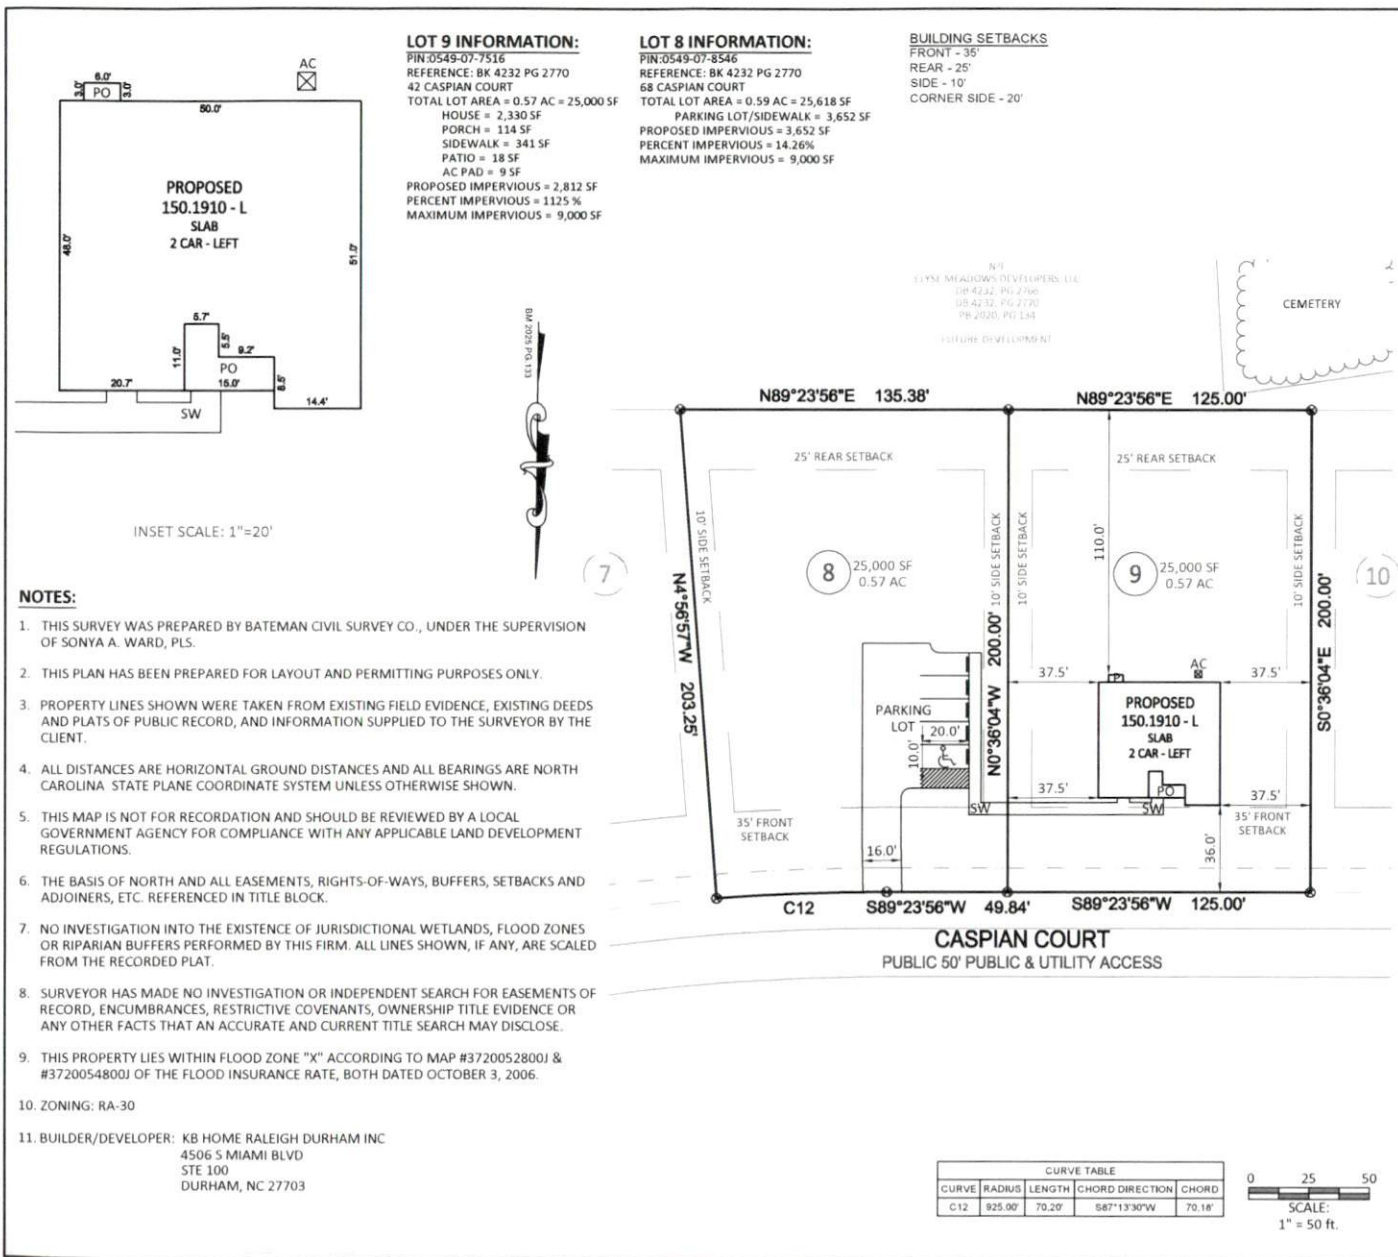 LOT 9 INFORMATION:
PIN:0549-07-7516
REFERENCE: BK 4232 PG 2770
42 CASPIAN COURT
TOTAL LOT AREA = 0.57 AC = 25,000 SF
HOUSE = 2,330 SF
PORCH = 114 SF
SIDEWALK = 341 SF
PATIO = 18 SF
AC PAD = 9 SF
PROPOSED IMPERVIOUS = 2,812 SF
PERCENT IMPERVIOUS = 1125 %
MAXIMUM IMPERVIOUS = 9,000 SF
LOT 8 INFORMATION:
PIN:0549-07-8546
REFERENCE: BK 4232 PG 2770
68 CASPIAN COURT
TOTAL LOT AREA = 0.59 AC = 25,618 SF
PARKING LOT/SIDEWALK = 3,652 SF
PROPOSED IMPERVIOUS = 3,652 SF
PERCENT IMPERVIOUS = 14.26%
MAXIMUM IMPERVIOUS = 9,000 SF
BUILDING SETBACKS
FRONT - 35'
REAR - 25'
SIDE - 10'
CORNER SIDE - 20'
AC
6.0'
3.0'
PO
3.0'
50.0'
PROPOSED
150.1910 - L
SLAB
2 CAR - LEFT
48.0'
51.0'
5.7'
11.0'
5.5'
9.2'
PO
20.7'
15.0'
14.4'
SW
INSET SCALE: 1"=20'
BM 2025 PG.133
N/F
ELYSE MEADOWS DEVELOPERS, LLC
DB 4232, PG 2766
DB 4232, PG 2770
PB 2020, PG 134
FUTURE DEVELOPMENT
CEMETERY
N89°23'56"E 135.38'
N89°23'56"E 125.00'
25' REAR SETBACK
25' REAR SETBACK
10' SIDE SETBACK
10' SIDE SETBACK
10' SIDE SETBACK
10' SIDE SETBACK
110.0'
7
8
25,000 SF
0.57 AC
9
25,000 SF
0.57 AC
10
N4°56'57"W 203.25'
N0°36'04"W 200.00'
S0°36'04"E 200.00'
37.5'
AC
P
37.5'
PROPOSED
150.1910 - L
SLAB
2 CAR - LEFT
PARKING
LOT
20.0'
10.0'
37.5'
PO
37.5'
SW
SW
35' FRONT
SETBACK
35' FRONT
SETBACK
16.0'
36.0'
C12
S89°23'56"W 49.84'
S89°23'56"W 125.00'
CASPIAN COURT
PUBLIC 50' PUBLIC & UTILITY ACCESS
NOTES:
1. THIS SURVEY WAS PREPARED BY BATEMAN CIVIL SURVEY CO., UNDER THE SUPERVISION
OF SONYA A. WARD, PLS.
2. THIS PLAN HAS BEEN PREPARED FOR LAYOUT AND PERMITTING PURPOSES ONLY.
3. PROPERTY LINES SHOWN WERE TAKEN FROM EXISTING FIELD EVIDENCE, EXISTING DEEDS
AND PLATS OF PUBLIC RECORD, AND INFORMATION SUPPLIED TO THE SURVEYOR BY THE
CLIENT.
4. ALL DISTANCES ARE HORIZONTAL GROUND DISTANCES AND ALL BEARINGS ARE NORTH
CAROLINA STATE PLANE COORDINATE SYSTEM UNLESS OTHERWISE SHOWN.
5. THIS MAP IS NOT FOR RECORDATION AND SHOULD BE REVIEWED BY A LOCAL
GOVERNMENT AGENCY FOR COMPLIANCE WITH ANY APPLICABLE LAND DEVELOPMENT
REGULATIONS.
6. THE BASIS OF NORTH AND ALL EASEMENTS, RIGHTS-OF-WAYS, BUFFERS, SETBACKS AND
ADJOINERS, ETC. REFERENCED IN TITLE BLOCK.
7. NO INVESTIGATION INTO THE EXISTENCE OF JURISDICTIONAL WETLANDS, FLOOD ZONES
OR RIPARIAN BUFFERS PERFORMED BY THIS FIRM. ALL LINES SHOWN, IF ANY, ARE SCALED
FROM THE RECORDED PLAT.
8. SURVEYOR HAS MADE NO INVESTIGATION OR INDEPENDENT SEARCH FOR EASEMENTS OF
RECORD, ENCUMBRANCES, RESTRICTIVE COVENANTS, OWNERSHIP TITLE EVIDENCE OR
ANY OTHER FACTS THAT AN ACCURATE AND CURRENT TITLE SEARCH MAY DISCLOSE.
9. THIS PROPERTY LIES WITHIN FLOOD ZONE "X" ACCORDING TO MAP #3720052800J &
#3720054800J OF THE FLOOD INSURANCE RATE, BOTH DATED OCTOBER 3, 2006.
10. ZONING: RA-30
11. BUILDER/DEVELOPER: KB HOME RALEIGH DURHAM INC
4506 S MIAMI BLVD
STE 100
DURHAM, NC 27703
CURVE TABLE
CURVE RADIUS LENGTH CHORD DIRECTION CHORD
C12 925.00' 70.20' S87°13'30"W 70.18'
0 25 50
SCALE:
1" = 50 ft.